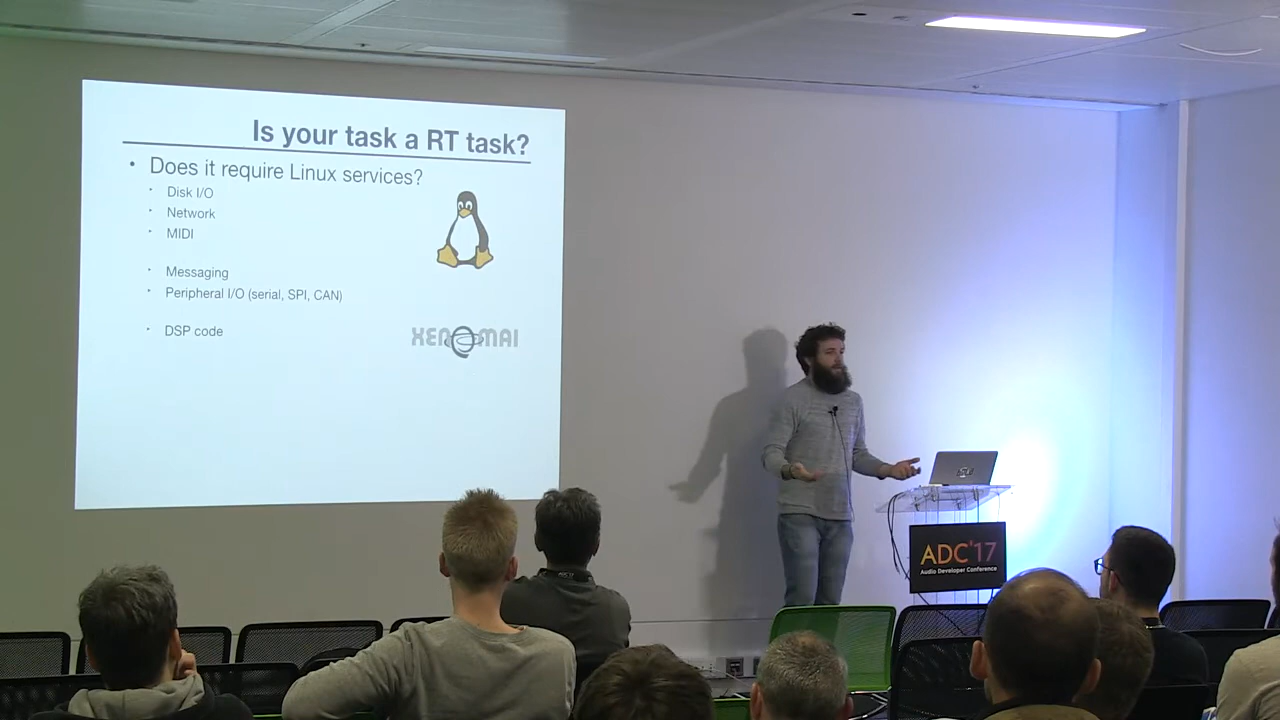 Is your task a RT task?
• Does it require Linux services?
• Disk I/O
• Network
• MIDI
• Messaging
• Peripheral I/O (serial, SPI, CAN)
• DSP code
XENOMAI
ADC'17
Audio Developer Conference